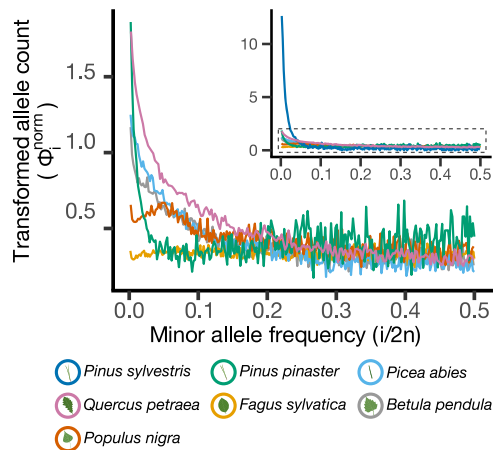 Transformed allele count
( Φ_i^norm )
1.5
1.0
0.5
10
5
0
0.0 0.1 0.2 0.3 0.4 0.5
0.0 0.1 0.2 0.3 0.4 0.5
Minor allele frequency (i/2n)
Pinus sylvestris Pinus pinaster Picea abies
Quercus petraea Fagus sylvatica Betula pendula
Populus nigra